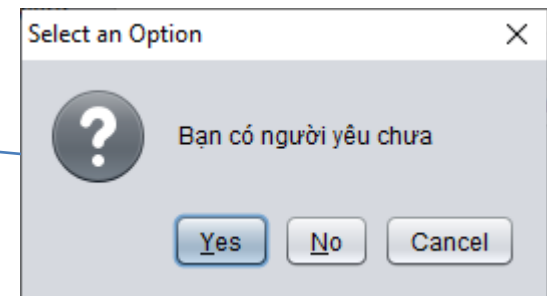 Select an Option
Bạn có người yêu chưa
Yes No Cancel